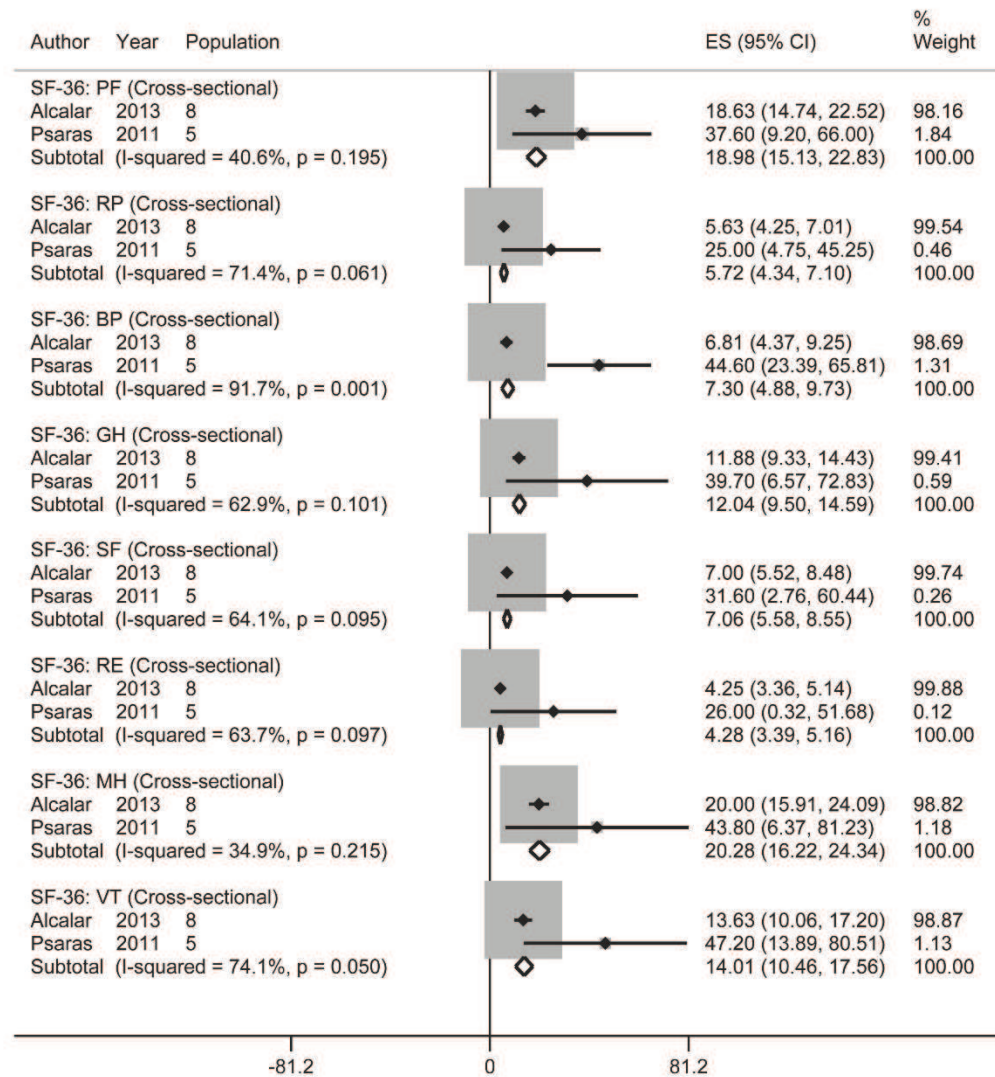 Author Year Population ES (95% CI) % Weight
SF-36: PF (Cross-sectional)
Alcalar 2013 8 18.63 (14.74, 22.52) 98.16
Psaras 2011 5 37.60 (9.20, 66.00) 1.84
Subtotal (I-squared = 40.6%, p = 0.195) 18.98 (15.13, 22.83) 100.00
SF-36: RP (Cross-sectional)
Alcalar 2013 8 5.63 (4.25, 7.01) 99.54
Psaras 2011 5 25.00 (4.75, 45.25) 0.46
Subtotal (I-squared = 71.4%, p = 0.061) 5.72 (4.34, 7.10) 100.00
SF-36: BP (Cross-sectional)
Alcalar 2013 8 6.81 (4.37, 9.25) 98.69
Psaras 2011 5 44.60 (23.39, 65.81) 1.31
Subtotal (I-squared = 91.7%, p = 0.001) 7.30 (4.88, 9.73) 100.00
SF-36: GH (Cross-sectional)
Alcalar 2013 8 11.88 (9.33, 14.43) 99.41
Psaras 2011 5 39.70 (6.57, 72.83) 0.59
Subtotal (I-squared = 62.9%, p = 0.101) 12.04 (9.50, 14.59) 100.00
SF-36: SF (Cross-sectional)
Alcalar 2013 8 7.00 (5.52, 8.48) 99.74
Psaras 2011 5 31.60 (2.76, 60.44) 0.26
Subtotal (I-squared = 64.1%, p = 0.095) 7.06 (5.58, 8.55) 100.00
SF-36: RE (Cross-sectional)
Alcalar 2013 8 4.25 (3.36, 5.14) 99.88
Psaras 2011 5 26.00 (0.32, 51.68) 0.12
Subtotal (I-squared = 63.7%, p = 0.097) 4.28 (3.39, 5.16) 100.00
SF-36: MH (Cross-sectional)
Alcalar 2013 8 20.00 (15.91, 24.09) 98.82
Psaras 2011 5 43.80 (6.37, 81.23) 1.18
Subtotal (I-squared = 34.9%, p = 0.215) 20.28 (16.22, 24.34) 100.00
SF-36: VT (Cross-sectional)
Alcalar 2013 8 13.63 (10.06, 17.20) 98.87
Psaras 2011 5 47.20 (13.89, 80.51) 1.13
Subtotal (I-squared = 74.1%, p = 0.050) 14.01 (10.46, 17.56) 100.00
-81.2 0 81.2